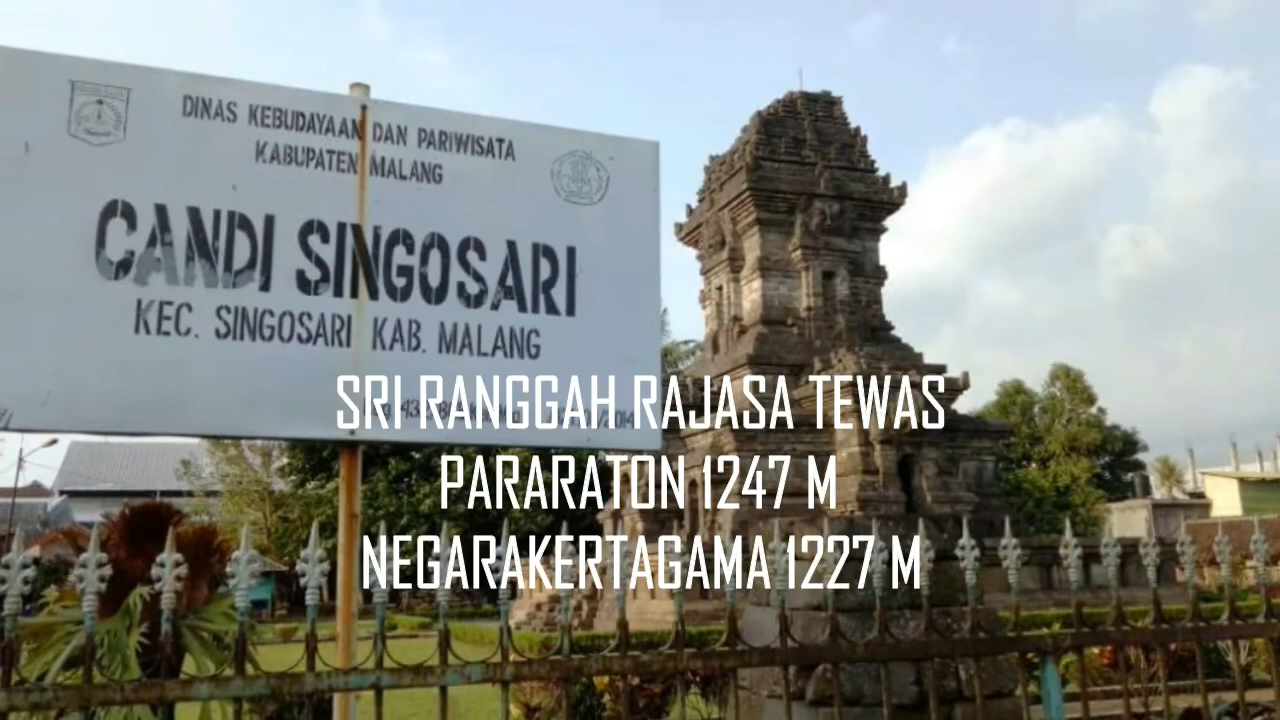 DINAS KEBUDAYAAN DAN PARIWISATA
KABUPATEN MALANG
CANDI SINGOSARI
KEC. SINGOSARI KAB. MALANG
SRI RANGGAH RAJASA TEWAS
PARARATON 1247 M
NEGARAKERTAGAMA 1227 M